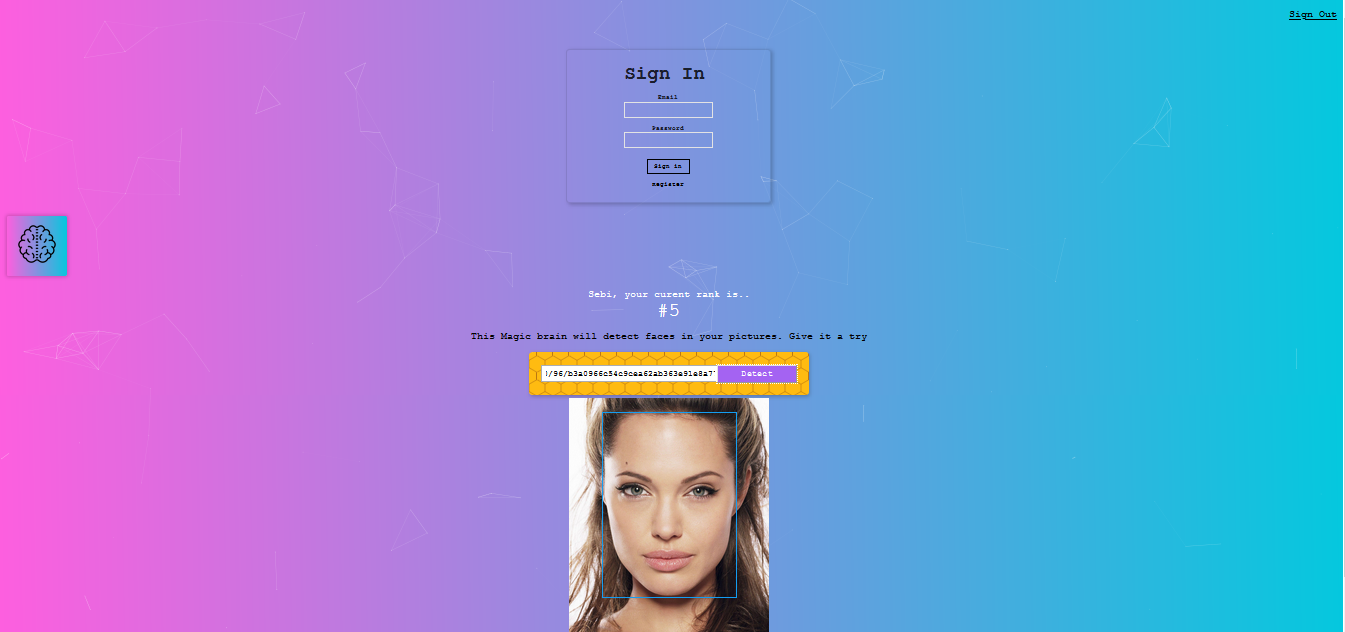 Sign Out
Sign In
Email
Password
Sign in
register
Sebi, your curent rank is..
#5
This Magic brain will detect faces in your pictures. Give it a try
/96/b3a0966c54c9cea62ab363e91e8a7
Detect